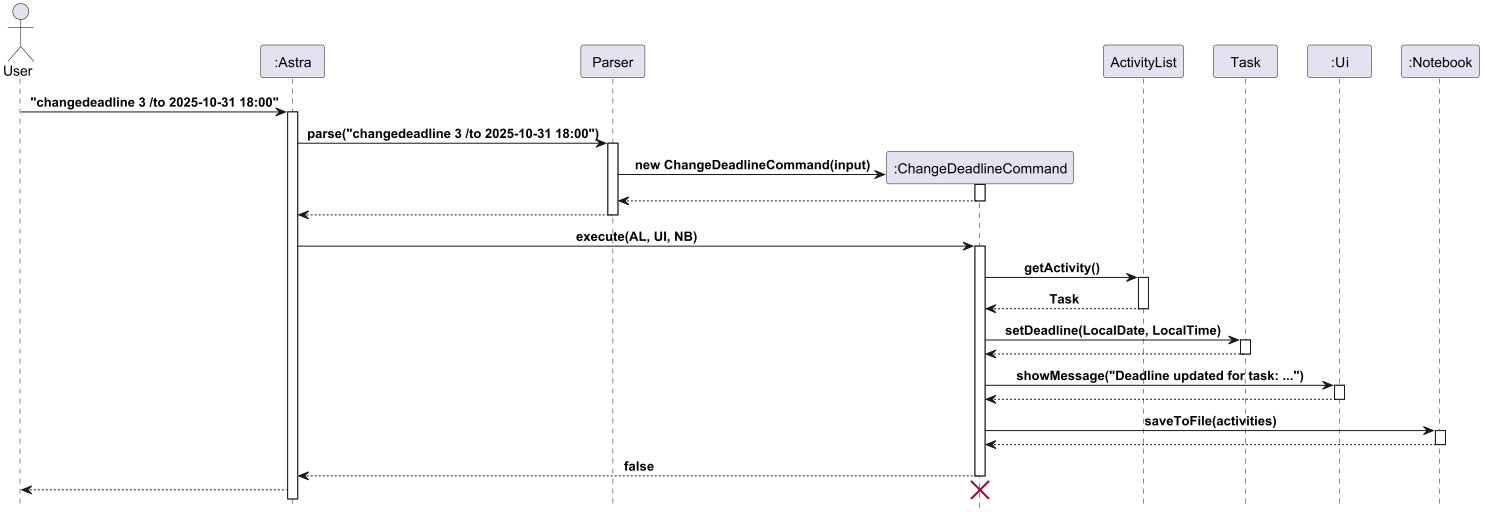 User
:Astra
Parser
ActivityList
Task
:Ui
:Notebook
"changedeadline 3 /to 2025-10-31 18:00"
parse("changedeadline 3 /to 2025-10-31 18:00")
new ChangeDeadlineCommand(input)
:ChangeDeadlineCommand
execute(AL, UI, NB)
getActivity()
Task
setDeadline(LocalDate, LocalTime)
showMessage("Deadline updated for task: ...")
saveToFile(activities)
false